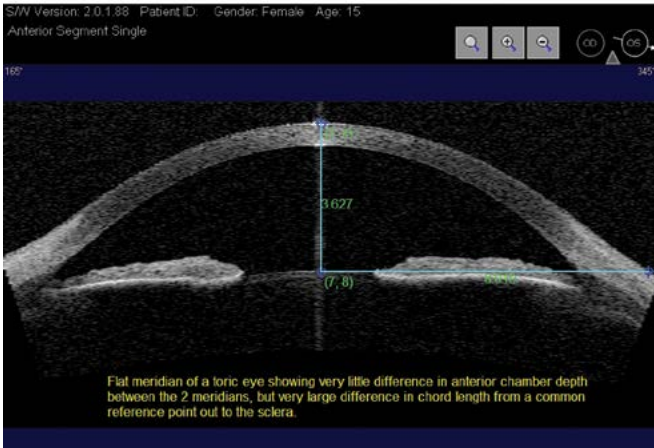 S/W Version: 2.0.1.88 Patient ID: Gender: Female Age: 15
Anterior Segment Single
OD OS
165° 345°
3.627
(7, 8)
Flat meridian of a toric eye showing very little difference in anterior chamber depth
between the 2 meridians, but very large difference in chord length from a common
reference point out to the sclera.